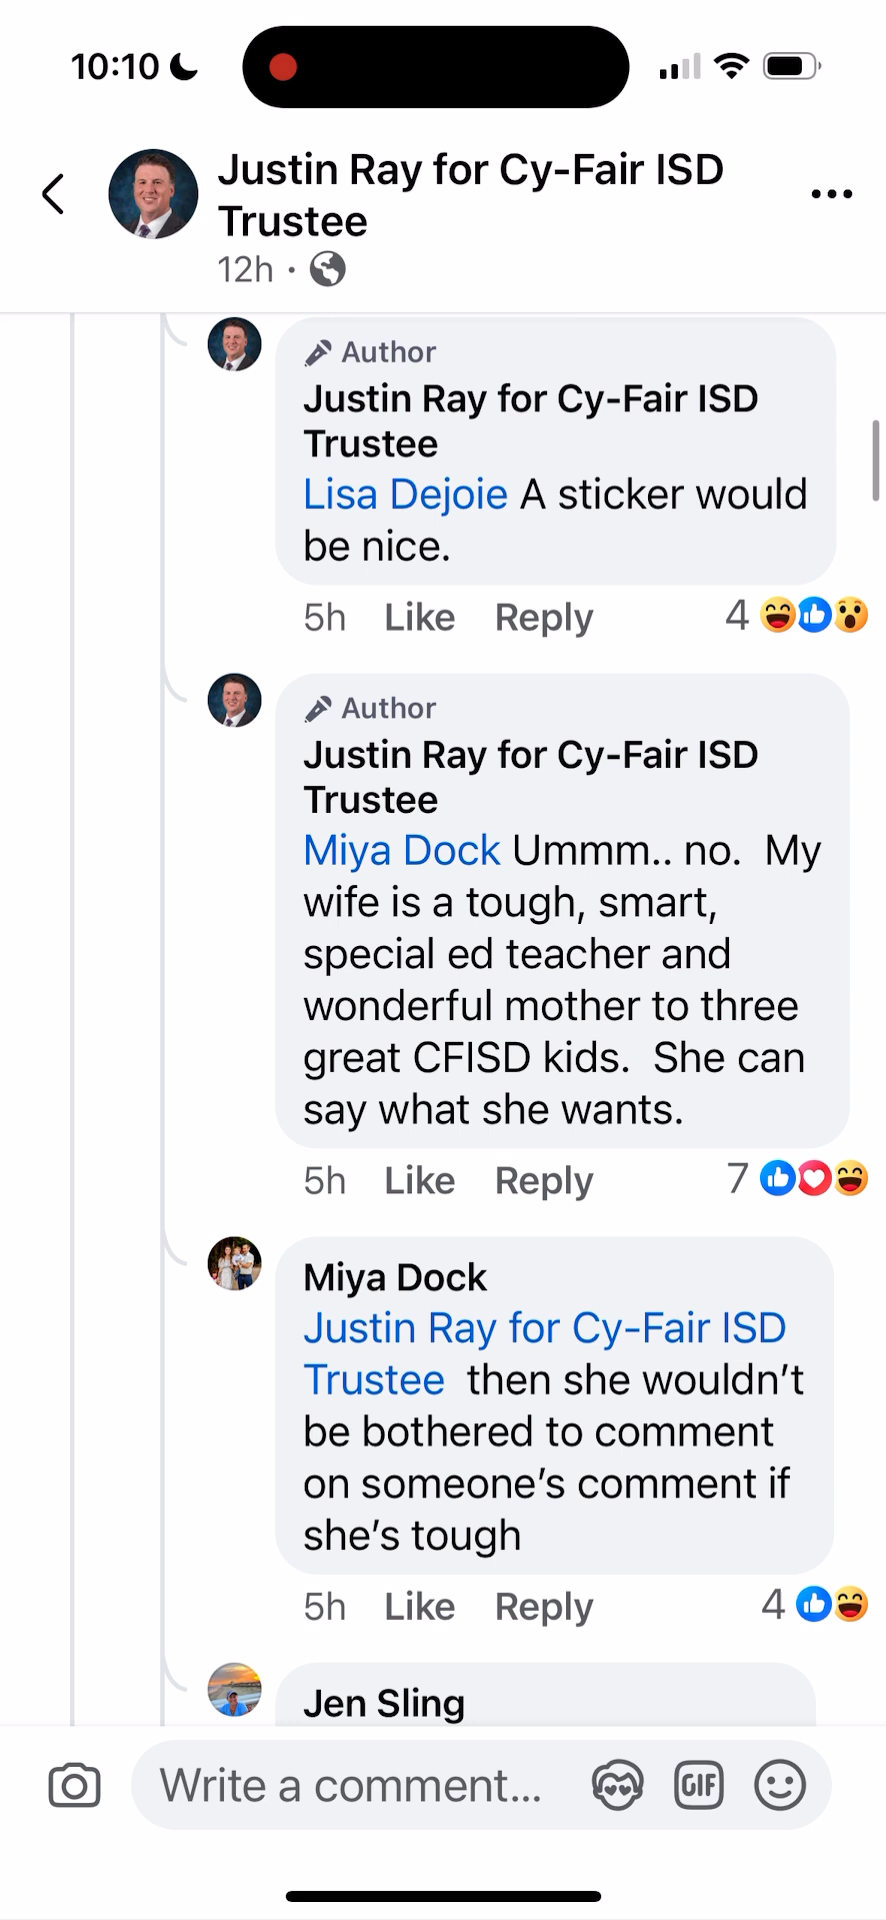 10:10
Justin Ray for Cy-Fair ISD
Trustee
12h ·
Author
Justin Ray for Cy-Fair ISD
Trustee
Lisa Dejoie A sticker would
be nice.
5h Like Reply 4
Author
Justin Ray for Cy-Fair ISD
Trustee
Miya Dock Ummm.. no.  My
wife is a tough, smart,
special ed teacher and
wonderful mother to three
great CFISD kids.  She can
say what she wants.
5h Like Reply 7
Miya Dock
Justin Ray for Cy-Fair ISD
Trustee  then she wouldn’t
be bothered to comment
on someone’s comment if
she’s tough
5h Like Reply 4
Jen Sling
Write a comment... GIF